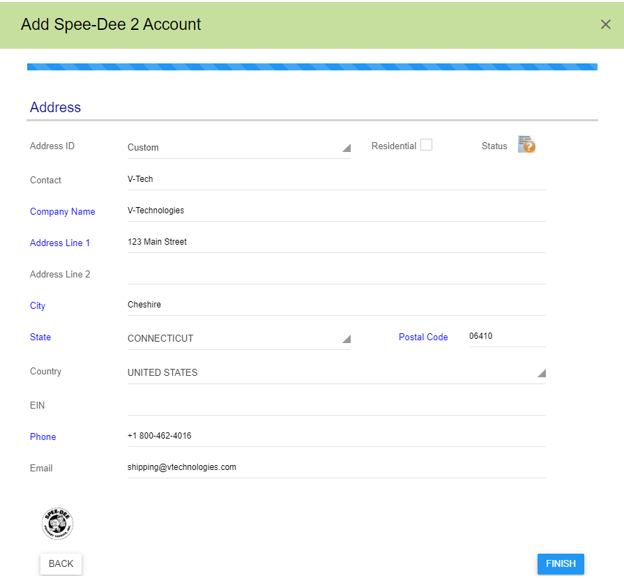 Add Spee-Dee 2 Account
Address
Address ID Custom Residential Status
Contact V-Tech
Company Name V-Technologies
Address Line 1 123 Main Street
Address Line 2
City Cheshire
State CONNECTICUT Postal Code 06410
Country UNITED STATES
EIN
Phone +1 800-462-4016
Email shipping@vtechnologies.com
SPEE-DEE
BACK FINISH